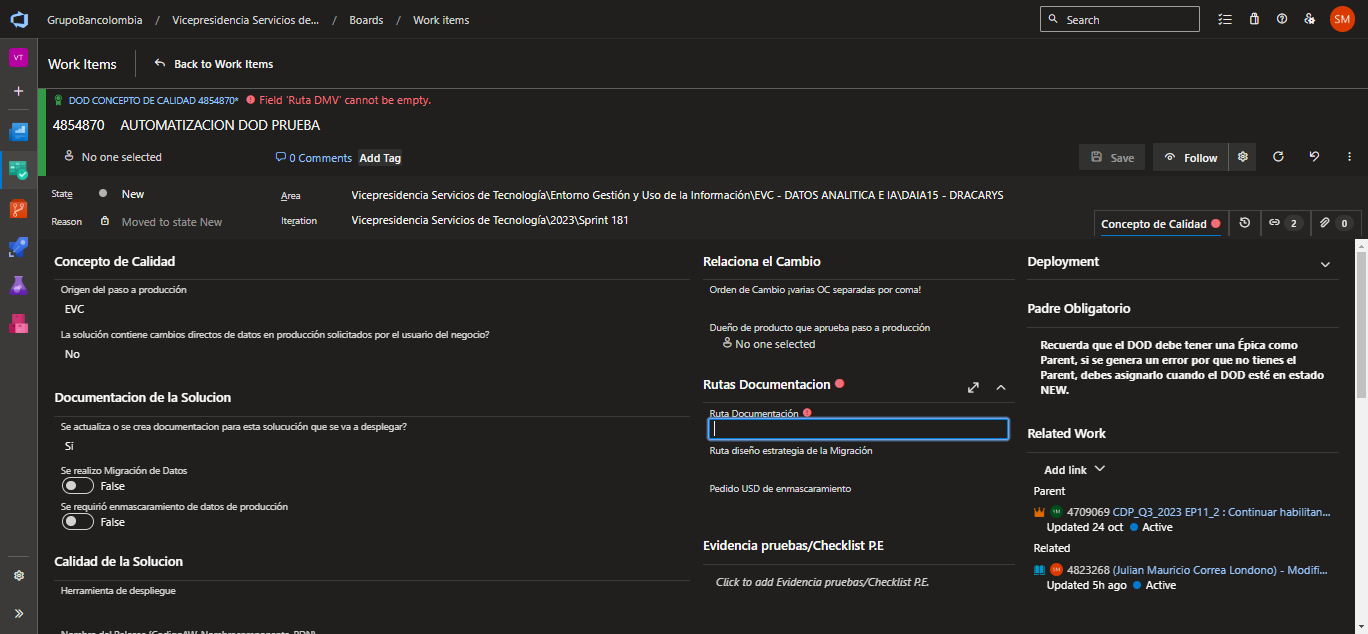 GrupoBancolombia / Vicepresidencia Servicios de... / Boards / Work items
Search
SM
VT
Work Items
Back to Work Items
DOD CONCEPTO DE CALIDAD 4854870* Field 'Ruta DMV' cannot be empty.
4854870 AUTOMATIZACION DOD PRUEBA
No one selected
0 Comments
Add Tag
Save
Follow
State
New
Area
Vicepresidencia Servicios de Tecnología\Entorno Gestión y Uso de la Información\EVC - DATOS ANALITICA E IA\DAIA15 - DRACARYS
Reason
Moved to state New
Iteration
Vicepresidencia Servicios de Tecnología\2023\Sprint 181
Concepto de Calidad
2
0
Concepto de Calidad
Origen del paso a producción
EVC
La solución contiene cambios directos de datos en producción solicitados por el usuario del negocio?
No
Documentacion de la Solucion
Se actualiza o se crea documentacion para esta solucución que se va a desplegar?
Si
Se realizo Migración de Datos
False
Se requirió enmascaramiento de datos de producción
False
Calidad de la Solucion
Herramienta de despliegue
Relaciona el Cambio
Orden de Cambio ¡varias OC separadas por coma!
Dueño de producto que aprueba paso a producción
No one selected
Rutas Documentacion
Ruta Documentación
Ruta diseño estrategia de la Migración
Pedido USD de enmascaramiento
Evidencia pruebas/Checklist P.E
Click to add Evidencia pruebas/Checklist P.E.
Deployment
Padre Obligatorio
Recuerda que el DOD debe tener una Épica como
Parent, si se genera un error por que no tienes el
Parent, debes asignarlo cuando el DOD esté en estado
NEW.
Related Work
Add link
Parent
YM 4709069 CDP_Q3_2023 EP11_2 : Continuar habilitan...
Updated 24 oct Active
Related
SM 4823268 (Julian Mauricio Correa Londono) - Modifi...
Updated 5h ago Active